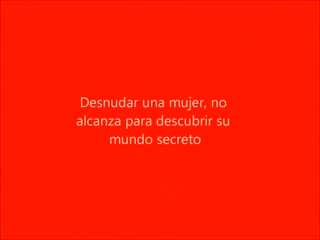 Desnudar una mujer, no
alcanza para descubrir su
mundo secreto